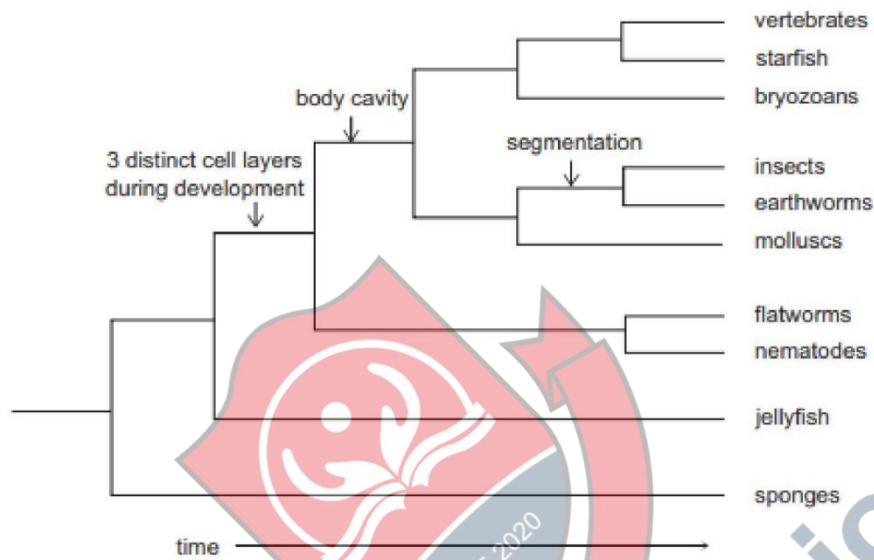 vertebrates
starfish
bryozoans
body cavity
segmentation
3 distinct cell layers
during development
insects
earthworms
molluscs
flatworms
nematodes
jellyfish
sponges
time
2020